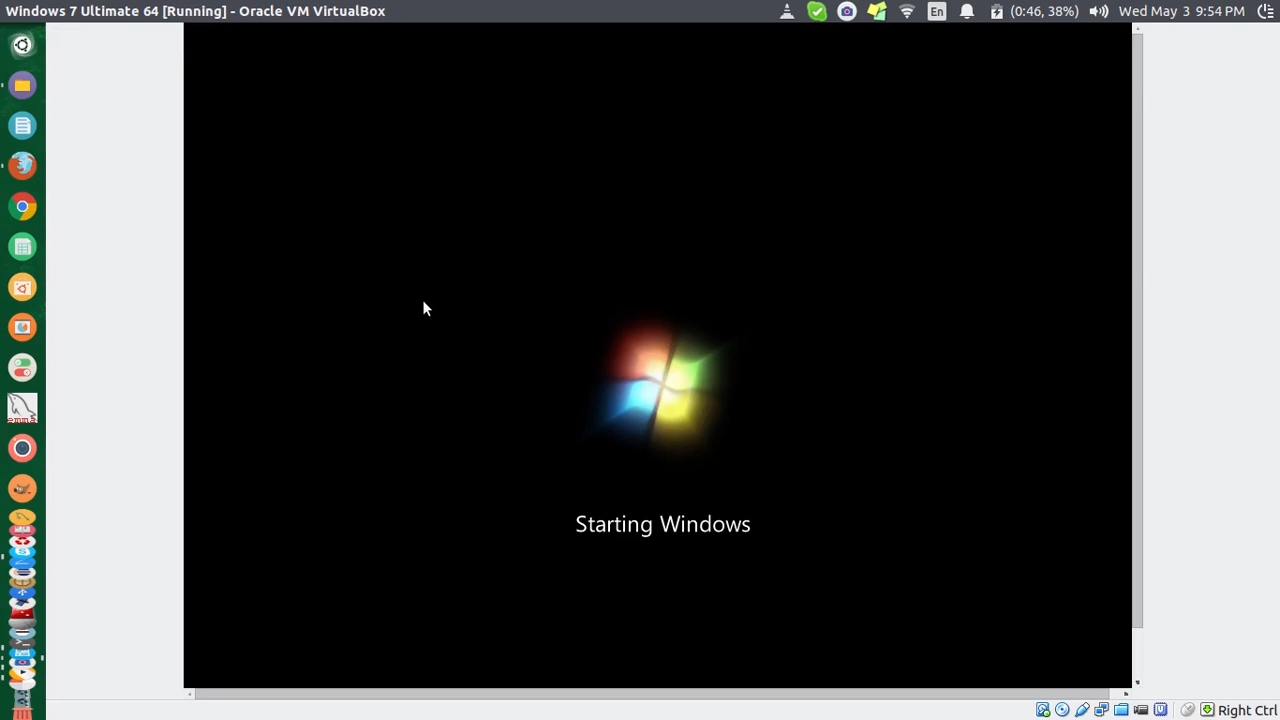 Windows 7 Ultimate 64 [Running] - Oracle VM VirtualBox
En
(0:46, 38%)
Wed May 3 9:54 PM
emma
Starting Windows
Right Ctrl